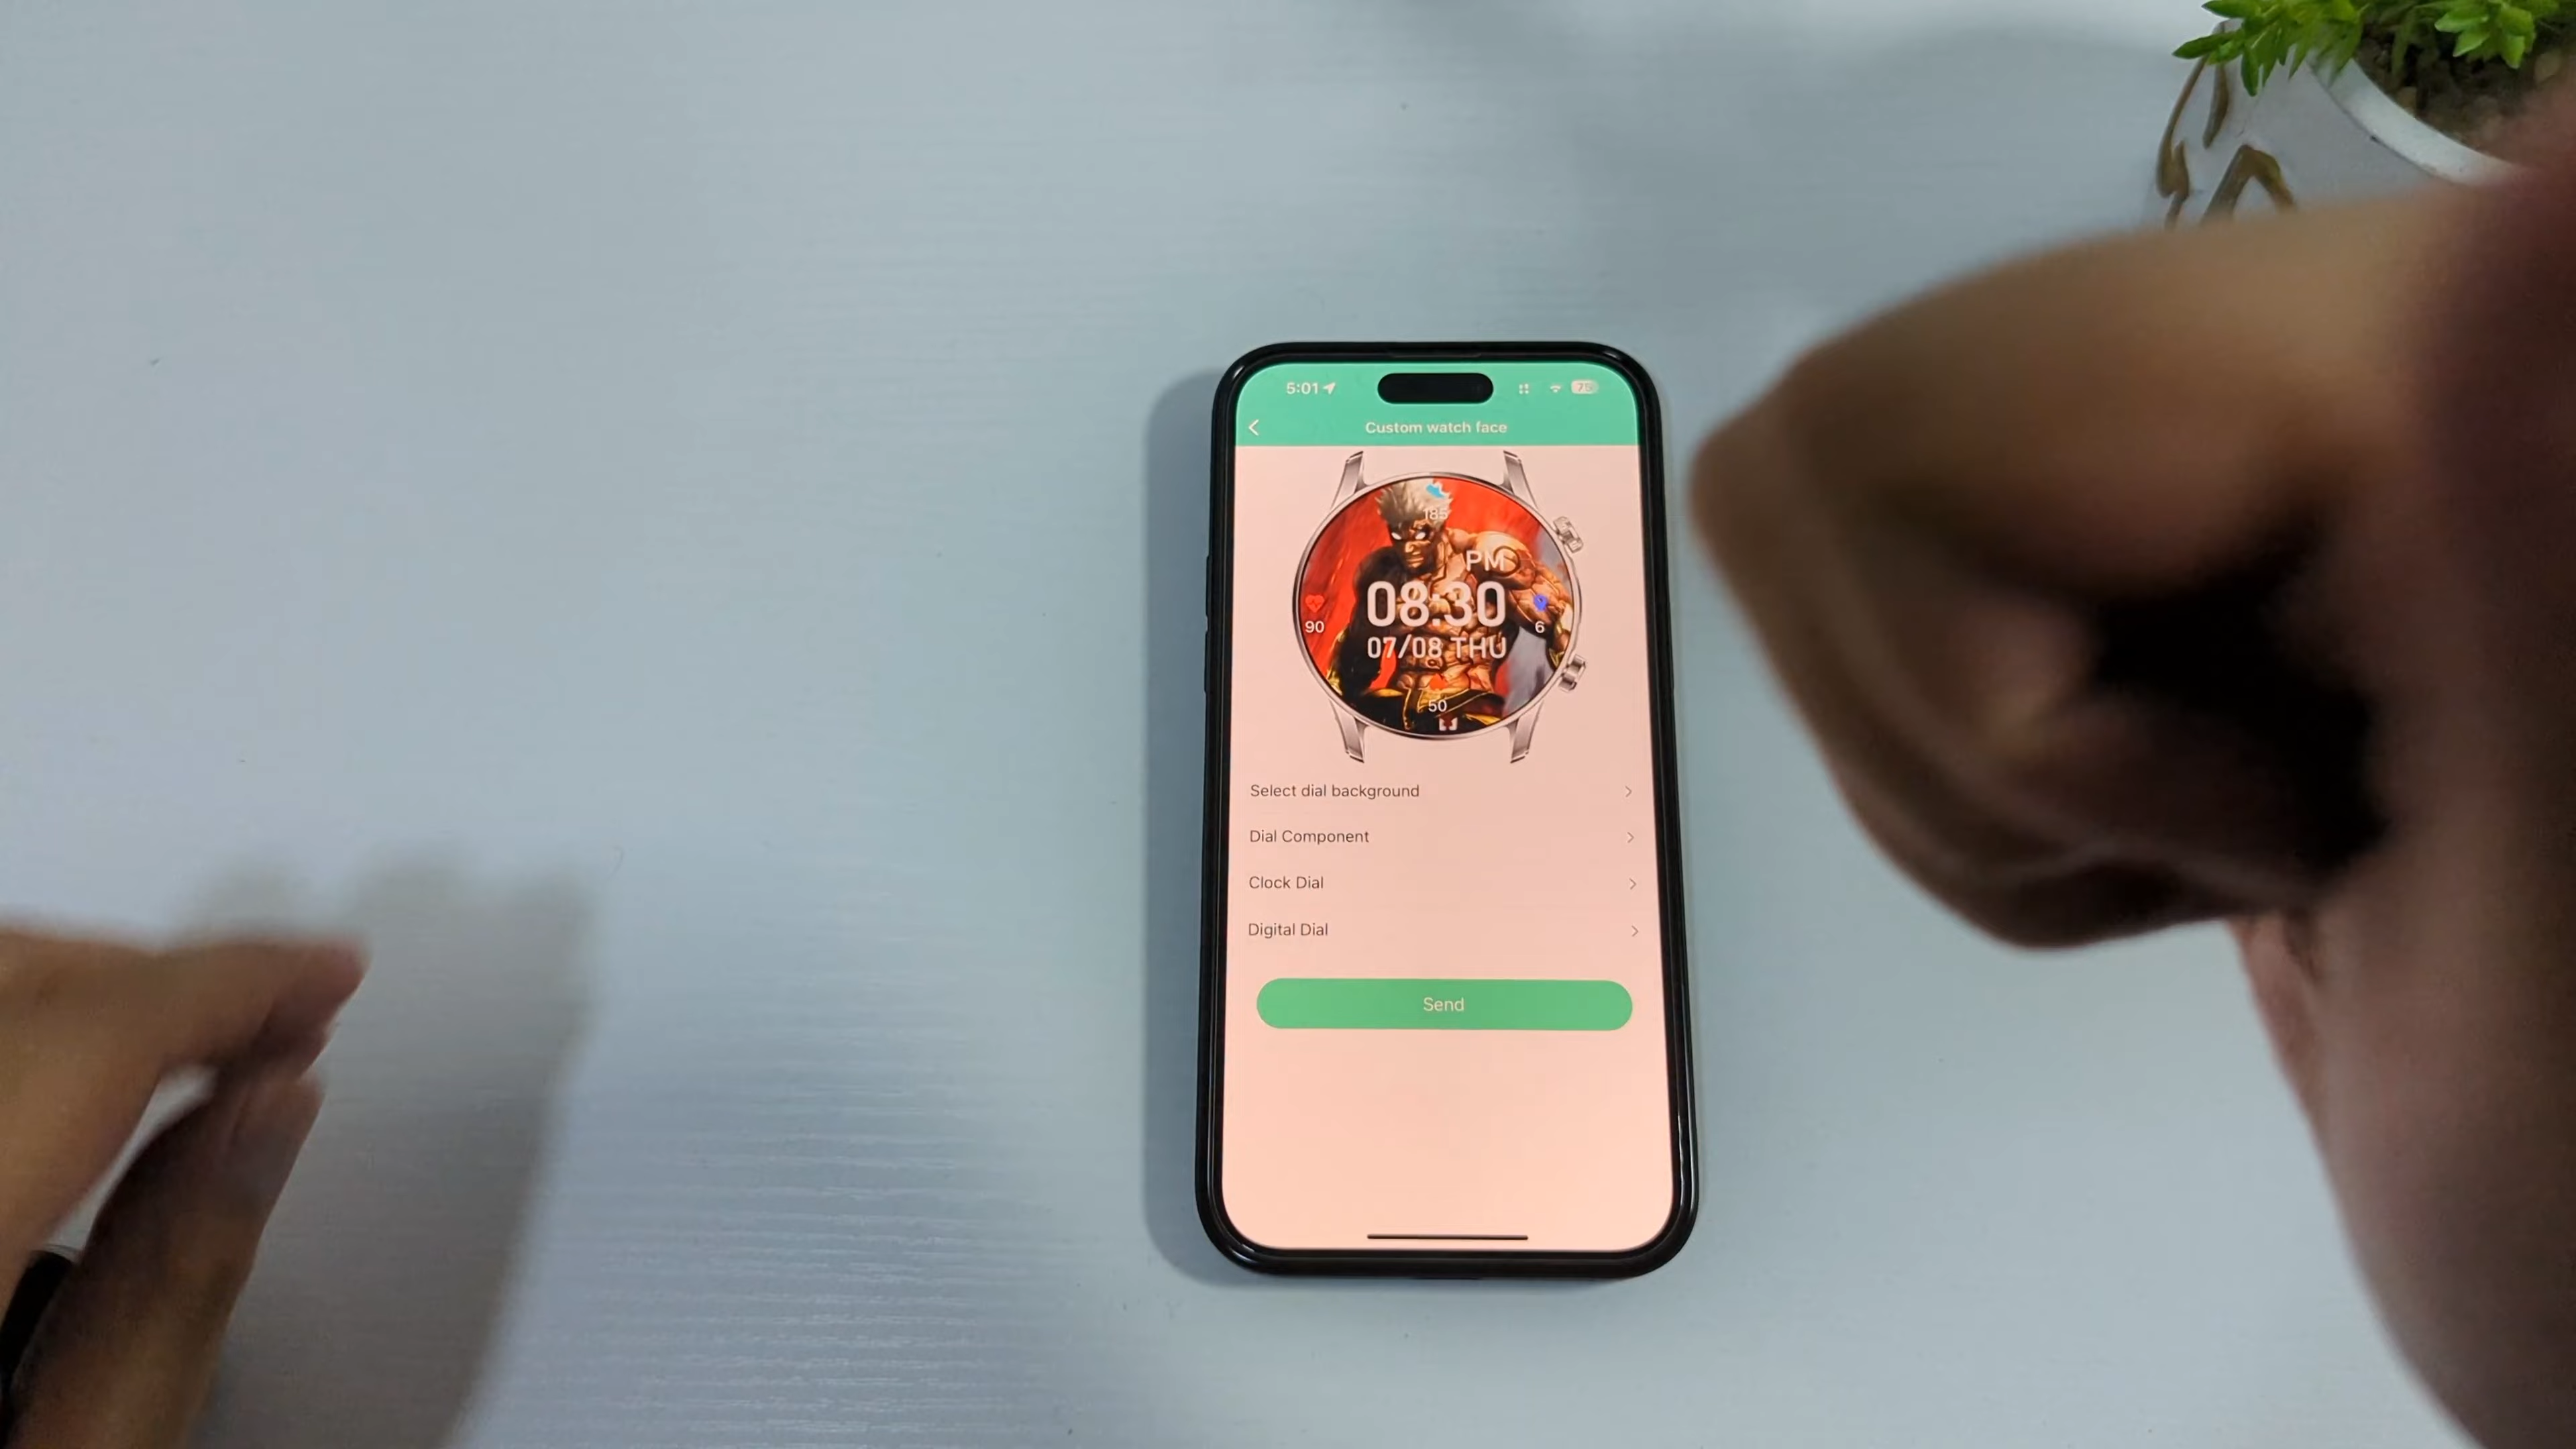 5:01
75
Custom watch face
185
PM
08:30
90
6
07/08 THU
50
Select dial background
Dial Component
Clock Dial
Digital Dial
Send